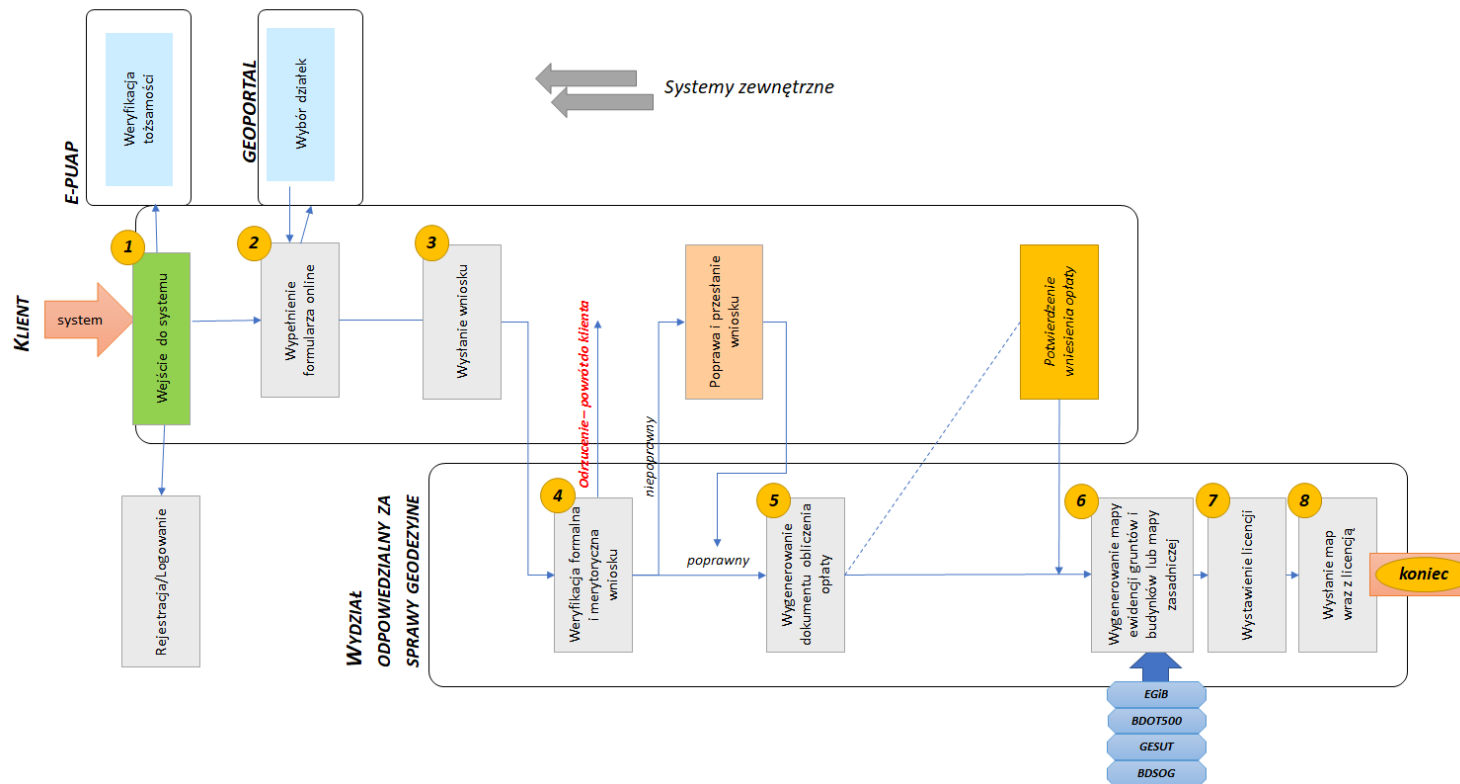 E-PUAP
Weryfikacja
tożsamości
GEOPORTAL
Wybór działek
Systemy zewnętrzne
KLIENT
system
1
Wejście do systemu
2
Wypełnienie
formularza online
3
Wysłanie wniosku
Odrzucenie – powrót do klienta
niepoprawny
Poprawa i przesłanie
wniosku
Potwierdzenie
wniesienia opłaty
Rejestracja/Logowanie
WYDZIAŁ
ODPOWIEDZIALNY ZA
SPRAWY GEODEZYJNE
4
Weryfikacja formalna
i merytoryczna
wniosku
poprawny
5
Wygenerowanie
dokumentu obliczenia
opłaty
6
Wygenerowanie mapy
ewidencji gruntów i
budynków lub mapy
zasadniczej
7
Wystawienie licencji
8
Wysłanie map
wraz z licencją
koniec
EGiB
BDOT500
GESUT
BDSOG